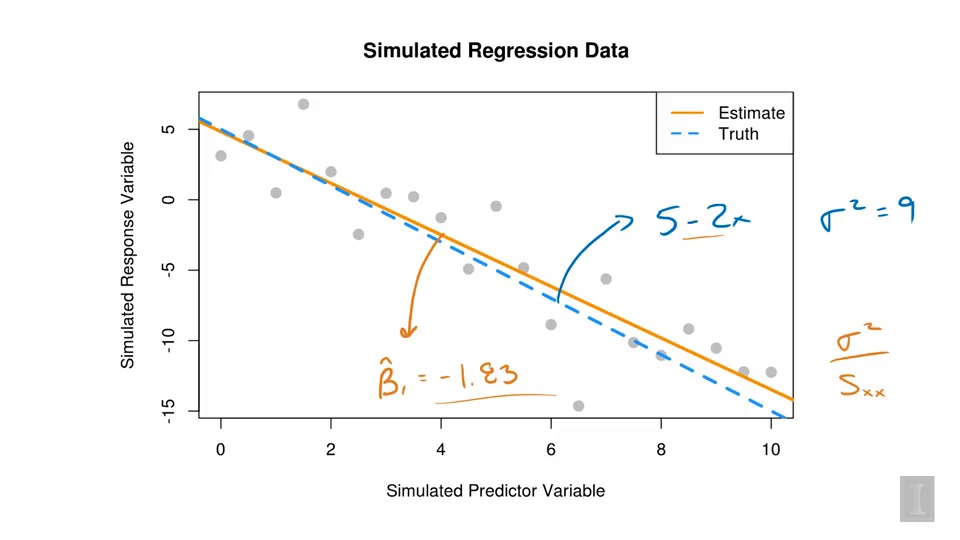 Simulated Regression Data
Estimate
Truth
5 - 2x
σ² = 9
β̂₁ = -1.83
σ²
Sxx
Simulated Response Variable
5
0
-5
-10
-15
0 2 4 6 8 10
Simulated Predictor Variable
I